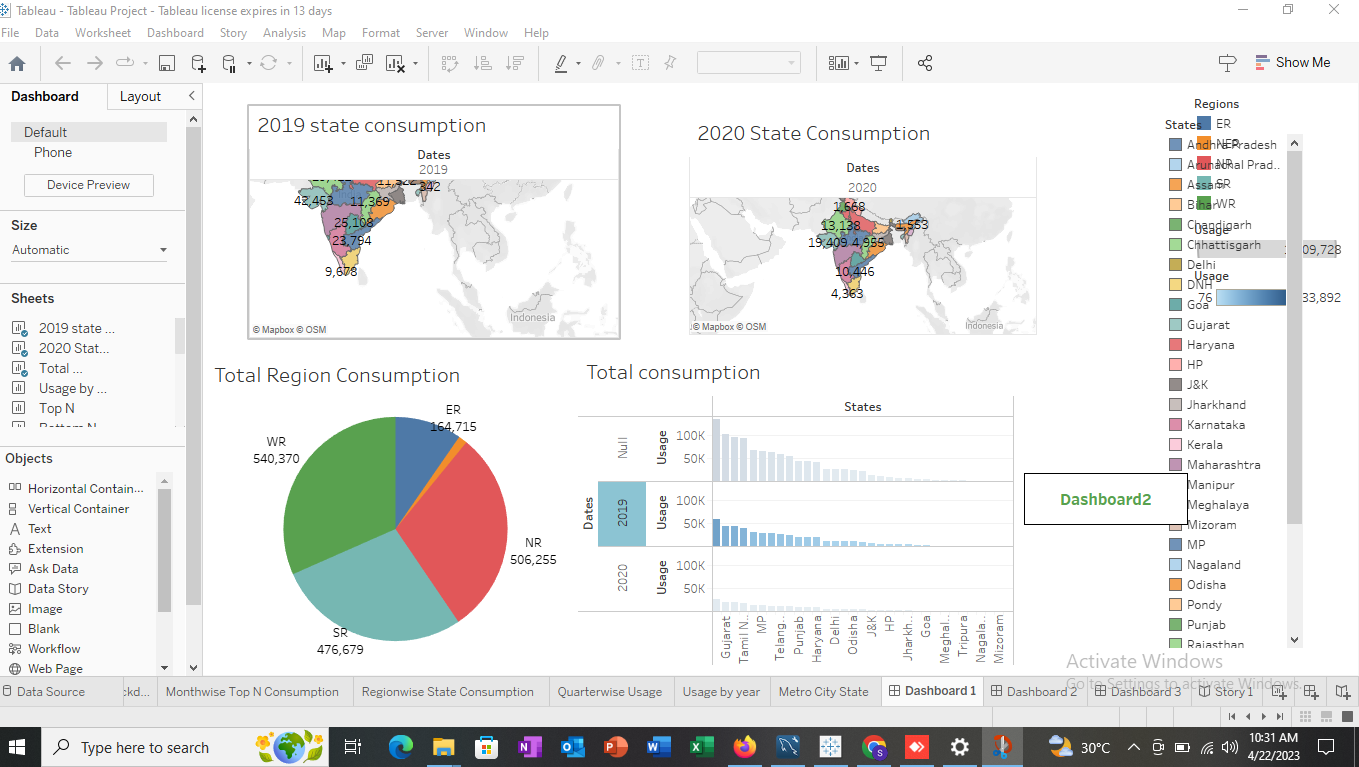 Tableau - Tableau Project - Tableau license expires in 13 days
File Data Worksheet Dashboard Story Analysis Map Format Server Window Help
Show Me
Dashboard Layout
Default
Phone
Device Preview
Size
Automatic
Sheets
2019 state ...
2020 Stat...
Total ...
Usage by ...
Top N
Bottom N
Objects
Horizontal Contain...
Vertical Container
Text
Extension
Ask Data
Data Story
Image
Blank
Workflow
Web Page
2019 state consumption
Dates
2019
342
42,453 11,369
25,108
23,794
9,678
Indonesia
© Mapbox © OSM
2020 State Consumption
Dates
2020
1,668
13,138 1,553
19,409 4,955
10,446
4,363
Indonesia
© Mapbox © OSM
Total Region Consumption
ER
164,715
WR
540,370
NR
506,255
SR
476,679
Total consumption
States
Dates
Null
Usage
100K
50K
2019
Usage
100K
50K
2020
Usage
100K
50K
Gujarat
Tamil N..
MP
Telang..
Punjab
Haryana
Delhi
Odisha
J&K
HP
Jharkh..
Goa
Meghal..
Tripura
Nagala..
Mizoram
Dashboard2
Regions
ER
NER
NR
SR
WR
Usage
09,728
Usage
76 33,892
States
Andhra Pradesh
Arunachal Prad..
Assam
Bihar
Chandigarh
Chhattisgarh
Delhi
DNH
Goa
Gujarat
Haryana
HP
J&K
Jharkhand
Karnataka
Kerala
Maharashtra
Manipur
Meghalaya
Mizoram
MP
Nagaland
Odisha
Pondy
Punjab
Rajasthan
Activate Windows
Go to Settings to activate Windows.
Data Source :kd... Monthwise Top N Consumption Regionwise State Consumption Quarterwise Usage Usage by year Metro City State Dashboard 1 Dashboard 2 Dashboard 3 Story 1
Type here to search
30°C
10:31 AM
4/22/2023